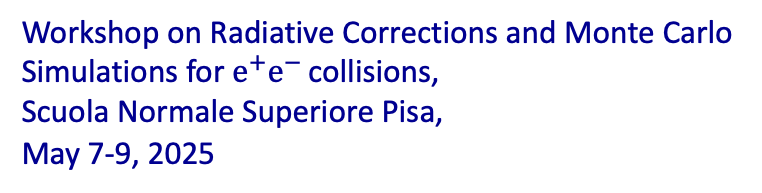 Workshop on Radiative Corrections and Monte Carlo
Simulations for e⁺e⁻ collisions,
Scuola Normale Superiore Pisa,
May 7-9, 2025